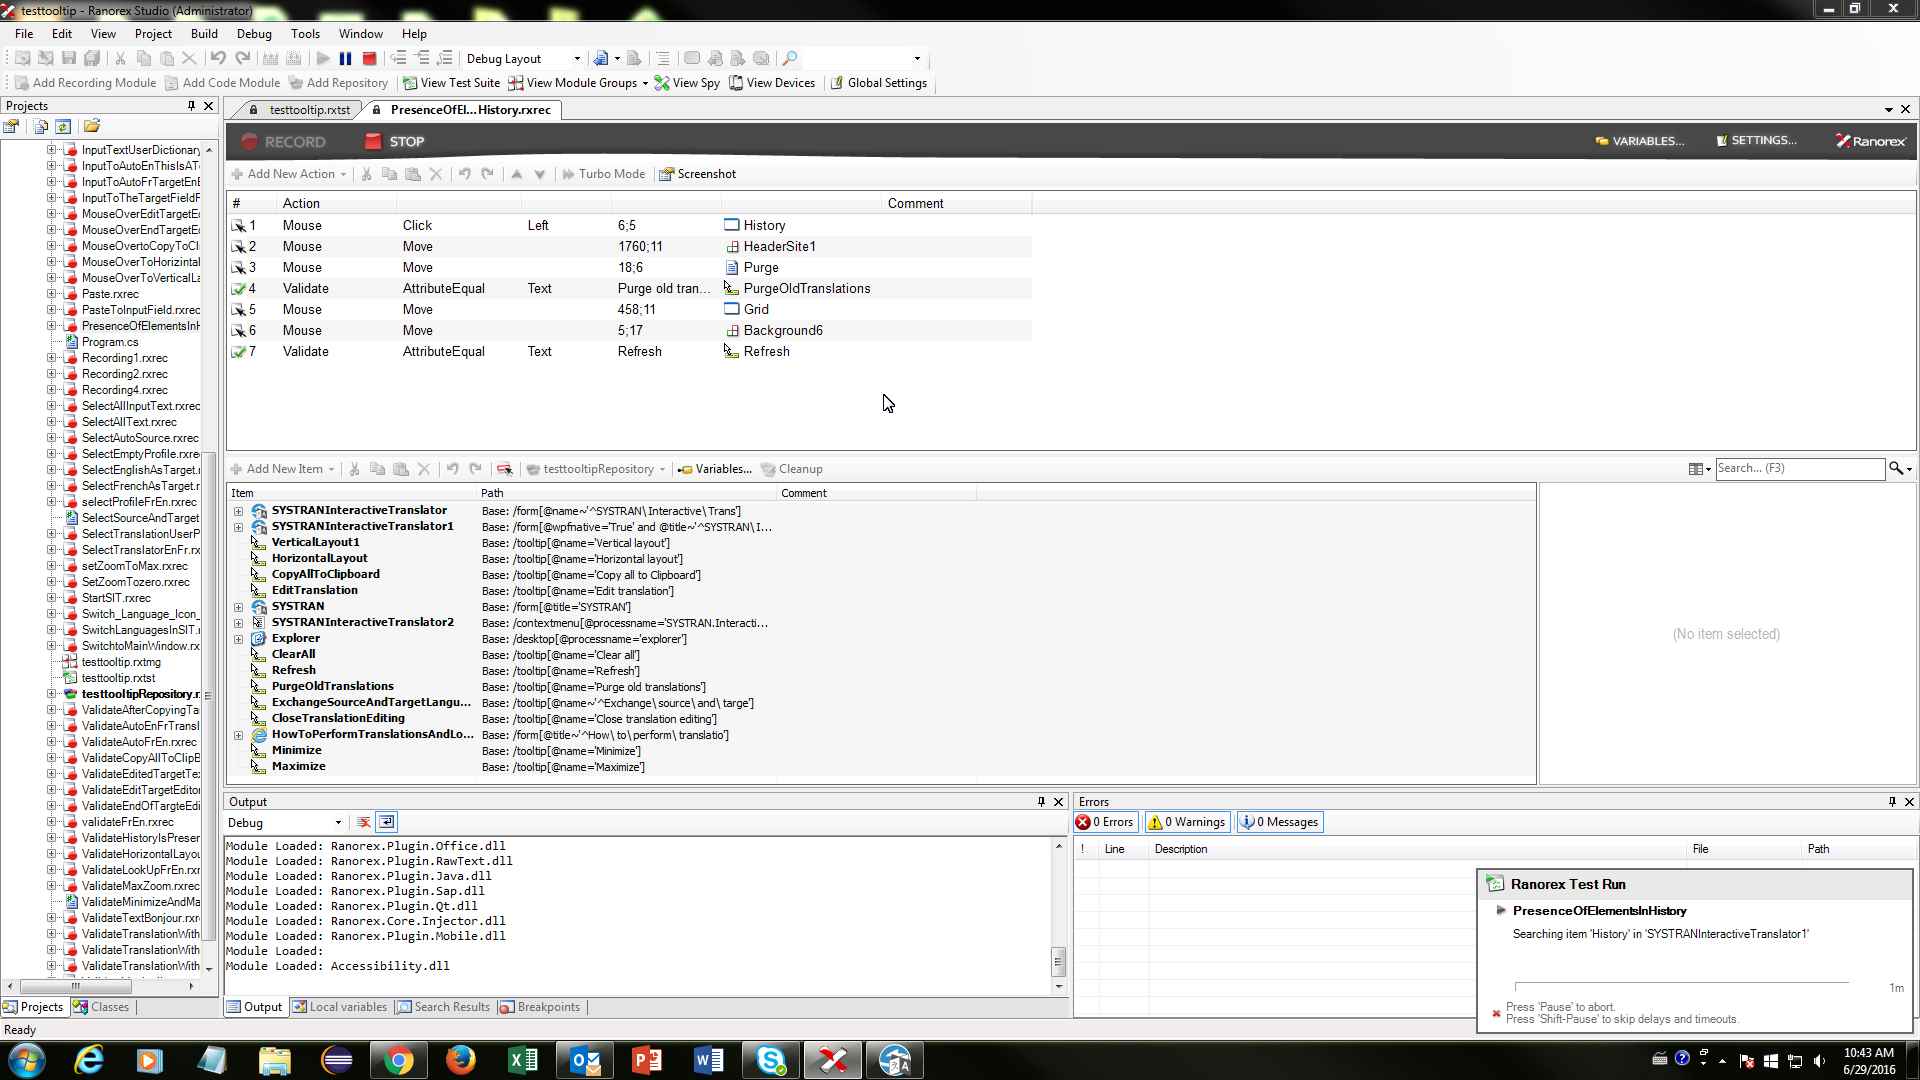 testtooltip - Ranorex Studio (Administrator)
File Edit View Project Build Debug Tools Window Help
Debug Layout
Add Recording Module Add Code Module Add Repository View Test Suite View Module Groups View Spy View Devices Global Settings
Projects
testtooltip.rxtst PresenceOfEl...History.rxrec
RECORD STOP VARIABLES... SETTINGS... Ranorex
Add New Action Turbo Mode Screenshot
# Action Comment
1 Mouse Click Left 6;5 History
2 Mouse Move 1760;11 HeaderSite1
3 Mouse Move 18;6 Purge
4 Validate AttributeEqual Text Purge old tran... PurgeOldTranslations
5 Mouse Move 458;11 Grid
6 Mouse Move 5;17 Background6
7 Validate AttributeEqual Text Refresh Refresh
InputTextUserDictionary
InputToAutoEnThisIsAT
InputToAutoFrTargetEnE
InputToTheTargetFieldF
MouseOverEditTargetE
MouseOverEndTargetE
MouseOvertoCopyToCl
MouseOverToHorizintal
MouseOverToVerticalLa
Paste.rxrec
PasteToInputField.rxrec
PresenceOfElementsInH
Program.cs
Recording1.rxrec
Recording2.rxrec
Recording4.rxrec
SelectAllInputText.rxrec
SelectAllText.rxrec
SelectAutoSource.rxrec
SelectEmptyProfile.rxre
SelectEnglishAsTarget.r
SelectFrenchAsTarget.r
selectProfileFrEn.rxrec
SelectSourceAndTarget
SelectTranslationUserP
SelectTranslatorEnFr.rx
setZoomToMax.rxrec
SetZoomTozero.rxrec
StartSIT.rxrec
Switch_Language_Icon_
SwitchLanguagesInSIT.r
SwitchtoMainWindow.rx
testtooltip.rxtmg
testtooltip.rxtst
testtooltipRepository.r
ValidateAfterCopyingTa
ValidateAutoEnFrTransl
ValidateAutoFrEn.rxrec
ValidateCopyAllToClipB
ValidateEditedTargetTe
ValidateEditTargetEditor
ValidateEndOfTargteEdi
validateFrEn.rxrec
ValidateHistoryIsPreser
ValidateHorizontalLayou
ValidateLookUpFrEn.rx
ValidateMaxZoom.rxrec
ValidateMinimizeAndMa
ValidateTextBonjour.rxr
ValidateTranslationWith
ValidateTranslationWith
ValidateTranslationWith
Add New Item testtooltipRepository Variables... Cleanup Search... (F3)
Item Path Comment
SYSTRANInteractiveTranslator Base: /form[@name~'^SYSTRAN\ Interactive\ Trans']
SYSTRANInteractiveTranslator1 Base: /form[@wpfnative='True' and @title~'^SYSTRAN\ I...
VerticalLayout1 Base: /tooltip[@name='Vertical layout']
HorizontalLayout Base: /tooltip[@name='Horizontal layout']
CopyAllToClipboard Base: /tooltip[@name='Copy all to Clipboard']
EditTranslation Base: /tooltip[@name='Edit translation']
SYSTRAN Base: /form[@title='SYSTRAN']
SYSTRANInteractiveTranslator2 Base: /contextmenu[@processname='SYSTRAN.Interacti...
Explorer Base: /desktop[@processname='explorer']
ClearAll Base: /tooltip[@name='Clear all']
Refresh Base: /tooltip[@name='Refresh']
PurgeOldTranslations Base: /tooltip[@name='Purge old translations']
ExchangeSourceAndTargetLangu... Base: /tooltip[@name~'^Exchange\ source\ and\ targe']
CloseTranslationEditing Base: /tooltip[@name='Close translation editing']
HowToPerformTranslationsAndLo... Base: /form[@title~'^How\ to\ perform\ translatio']
Minimize Base: /tooltip[@name='Minimize']
Maximize Base: /tooltip[@name='Maximize']
(No item selected)
Output
Debug
Module Loaded: Ranorex.Plugin.Office.dll
Module Loaded: Ranorex.Plugin.RawText.dll
Module Loaded: Ranorex.Plugin.Java.dll
Module Loaded: Ranorex.Plugin.Sap.dll
Module Loaded: Ranorex.Plugin.Qt.dll
Module Loaded: Ranorex.Core.Injector.dll
Module Loaded: Ranorex.Plugin.Mobile.dll
Module Loaded:
Module Loaded: Accessibility.dll
Errors
0 Errors 0 Warnings 0 Messages
! Line Description File Path
Ranorex Test Run
PresenceOfElementsInHistory
Searching item 'History' in 'SYSTRANInteractiveTranslator1'
1m
Press 'Pause' to abort.
Press 'Shift-Pause' to skip delays and timeouts.
Projects Classes
Output Local variables Search Results Breakpoints
Ready
10:43 AM
6/29/2016